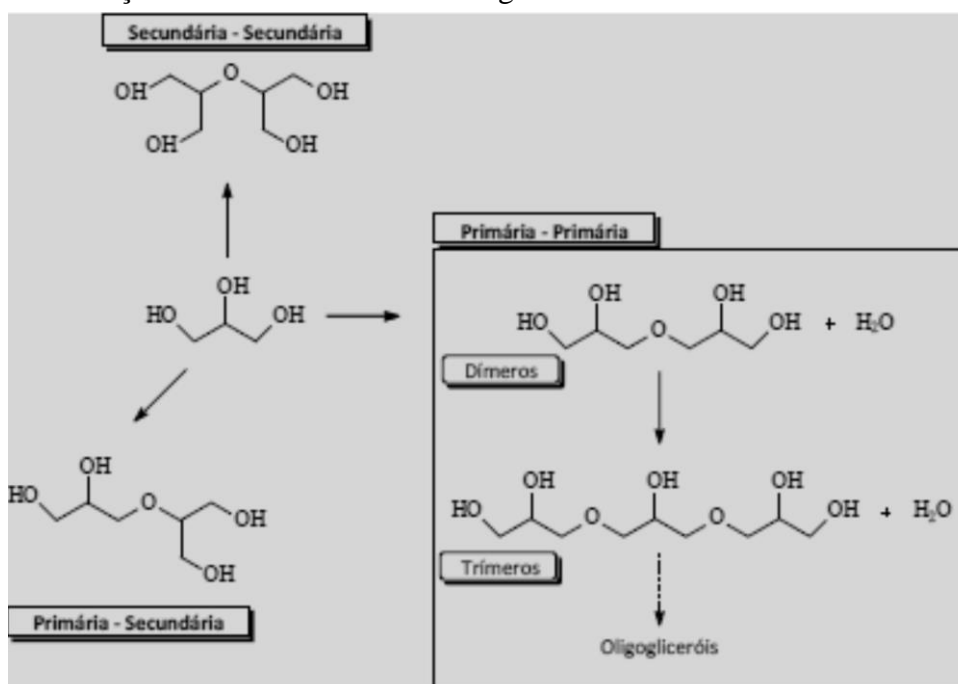 Secundária - Secundária
O
OH
OH
OH
OH
Primária - Primária
OH
HO
OH
OH
OH
HO
O
OH + H₂O
Dímeros
OH
HO
O
OH
OH
OH
OH
OH
HO
O
O
OH + H₂O
Primária - Secundária
Trímeros
Oligogliceróis